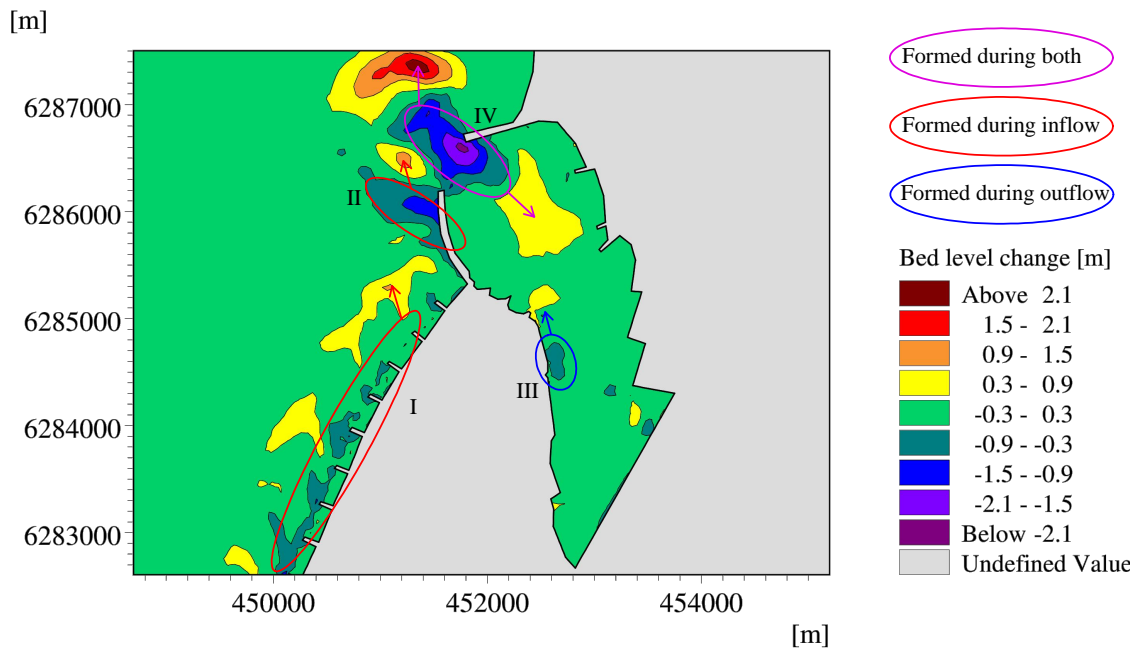 [m]
Formed during both
6287000
IV
Formed during inflow
II
Formed during outflow
6286000
Bed level change [m]
Above 2.1
1.5 - 2.1
6285000
0.9 - 1.5
0.3 - 0.9
III
I
-0.3 - 0.3
6284000
-0.9 - -0.3
-1.5 - -0.9
-2.1 - -1.5
6283000
Below -2.1
Undefined Value
450000 452000 454000
[m]